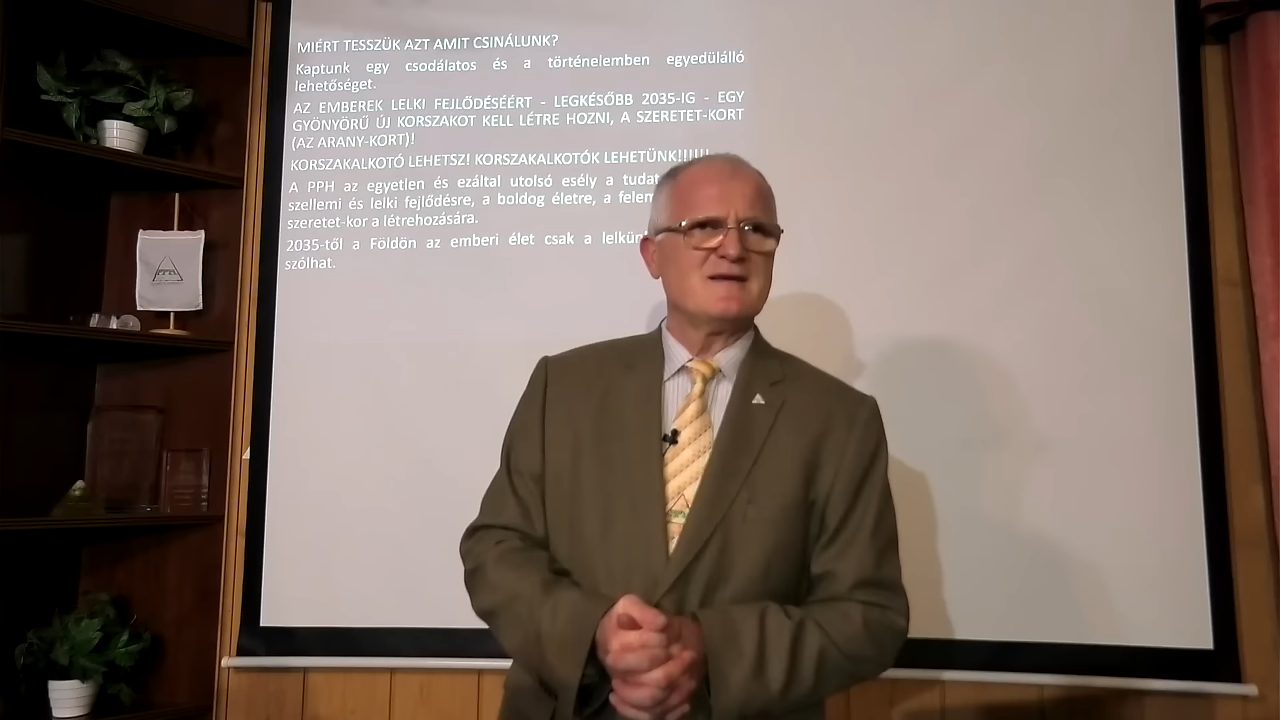 MIÉRT TESSZÜK AZT AMIT CSINÁLUNK?
Kaptunk egy csodálatos és a történelemben egyedülálló
lehetőséget.
AZ EMBEREK LELKI FEJLŐDÉSÉÉRT - LEGKÉSŐBB 2035-IG - EGY
GYÖNYÖRŰ ÚJ KORSZAKOT KELL LÉTRE HOZNI, A SZERETET-KORT
(AZ ARANY-KORT)!
KORSZAKALKOTÓ LEHETSZ! KORSZAKALKOTÓK LEHETÜNK!!!!!!
A PPH az egyetlen és ezáltal utolsó esély a tudat
szellemi és lelki fejlődésre, a boldog életre, a felem
szeretet-kor a létrehozására.
2035-től a Földön az emberi élet csak a lelkün
szólhat.
PPH